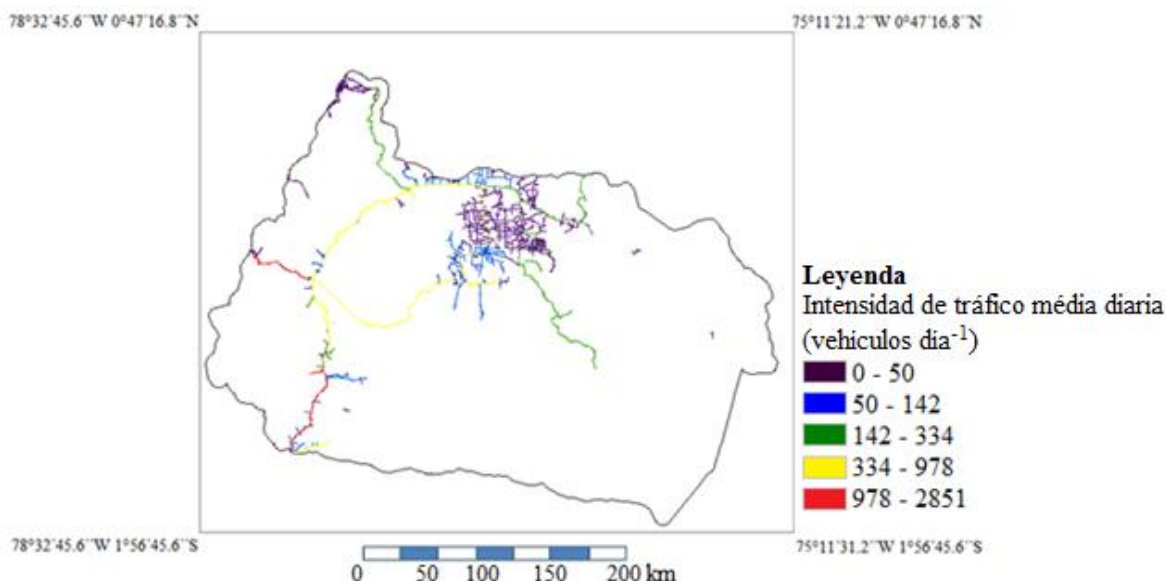 78°32´45.6´´W 0°47´16.8´´N
75°11´21.2´´W 0°47´16.8´´N
Leyenda
Intensidad de tráfico média diaria
(vehículos día-1)
0 - 50
50 - 142
142 - 334
334 - 978
978 - 2851
78°32´45.6´´W 1°56´45.6´´S
75°11´31.2´´W 1°56´45.6´´S
0 50 100 150 200 km